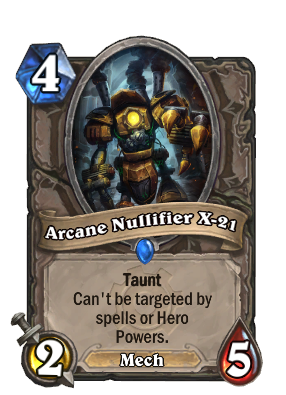 4
Arcane Nullifier X-21
Taunt
Can't be targeted by
spells or Hero
Powers.
2
Mech
5